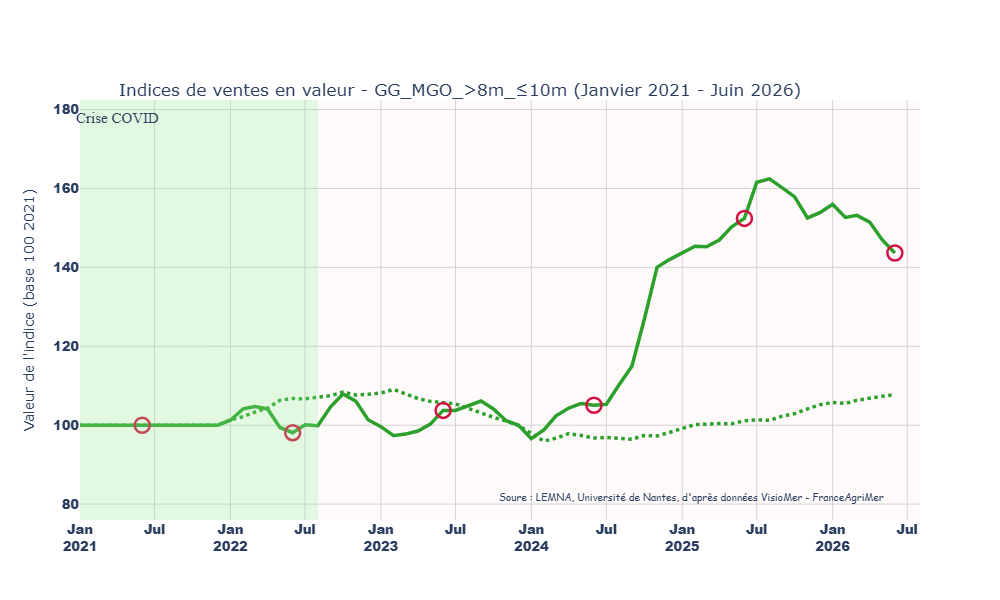 Indices de ventes en valeur - GG_MGO_>8m_≤10m (Janvier 2021 - Juin 2026)
Crise COVID
Valeur de l'indice (base 100 2021)
180
160
140
120
100
80
Soure : LEMNA, Université de Nantes, d'après données VisioMer - FranceAgriMer
Jan Jul Jan Jul Jan Jul Jan Jul Jan Jul Jan Jul
2021 2022 2023 2024 2025 2026